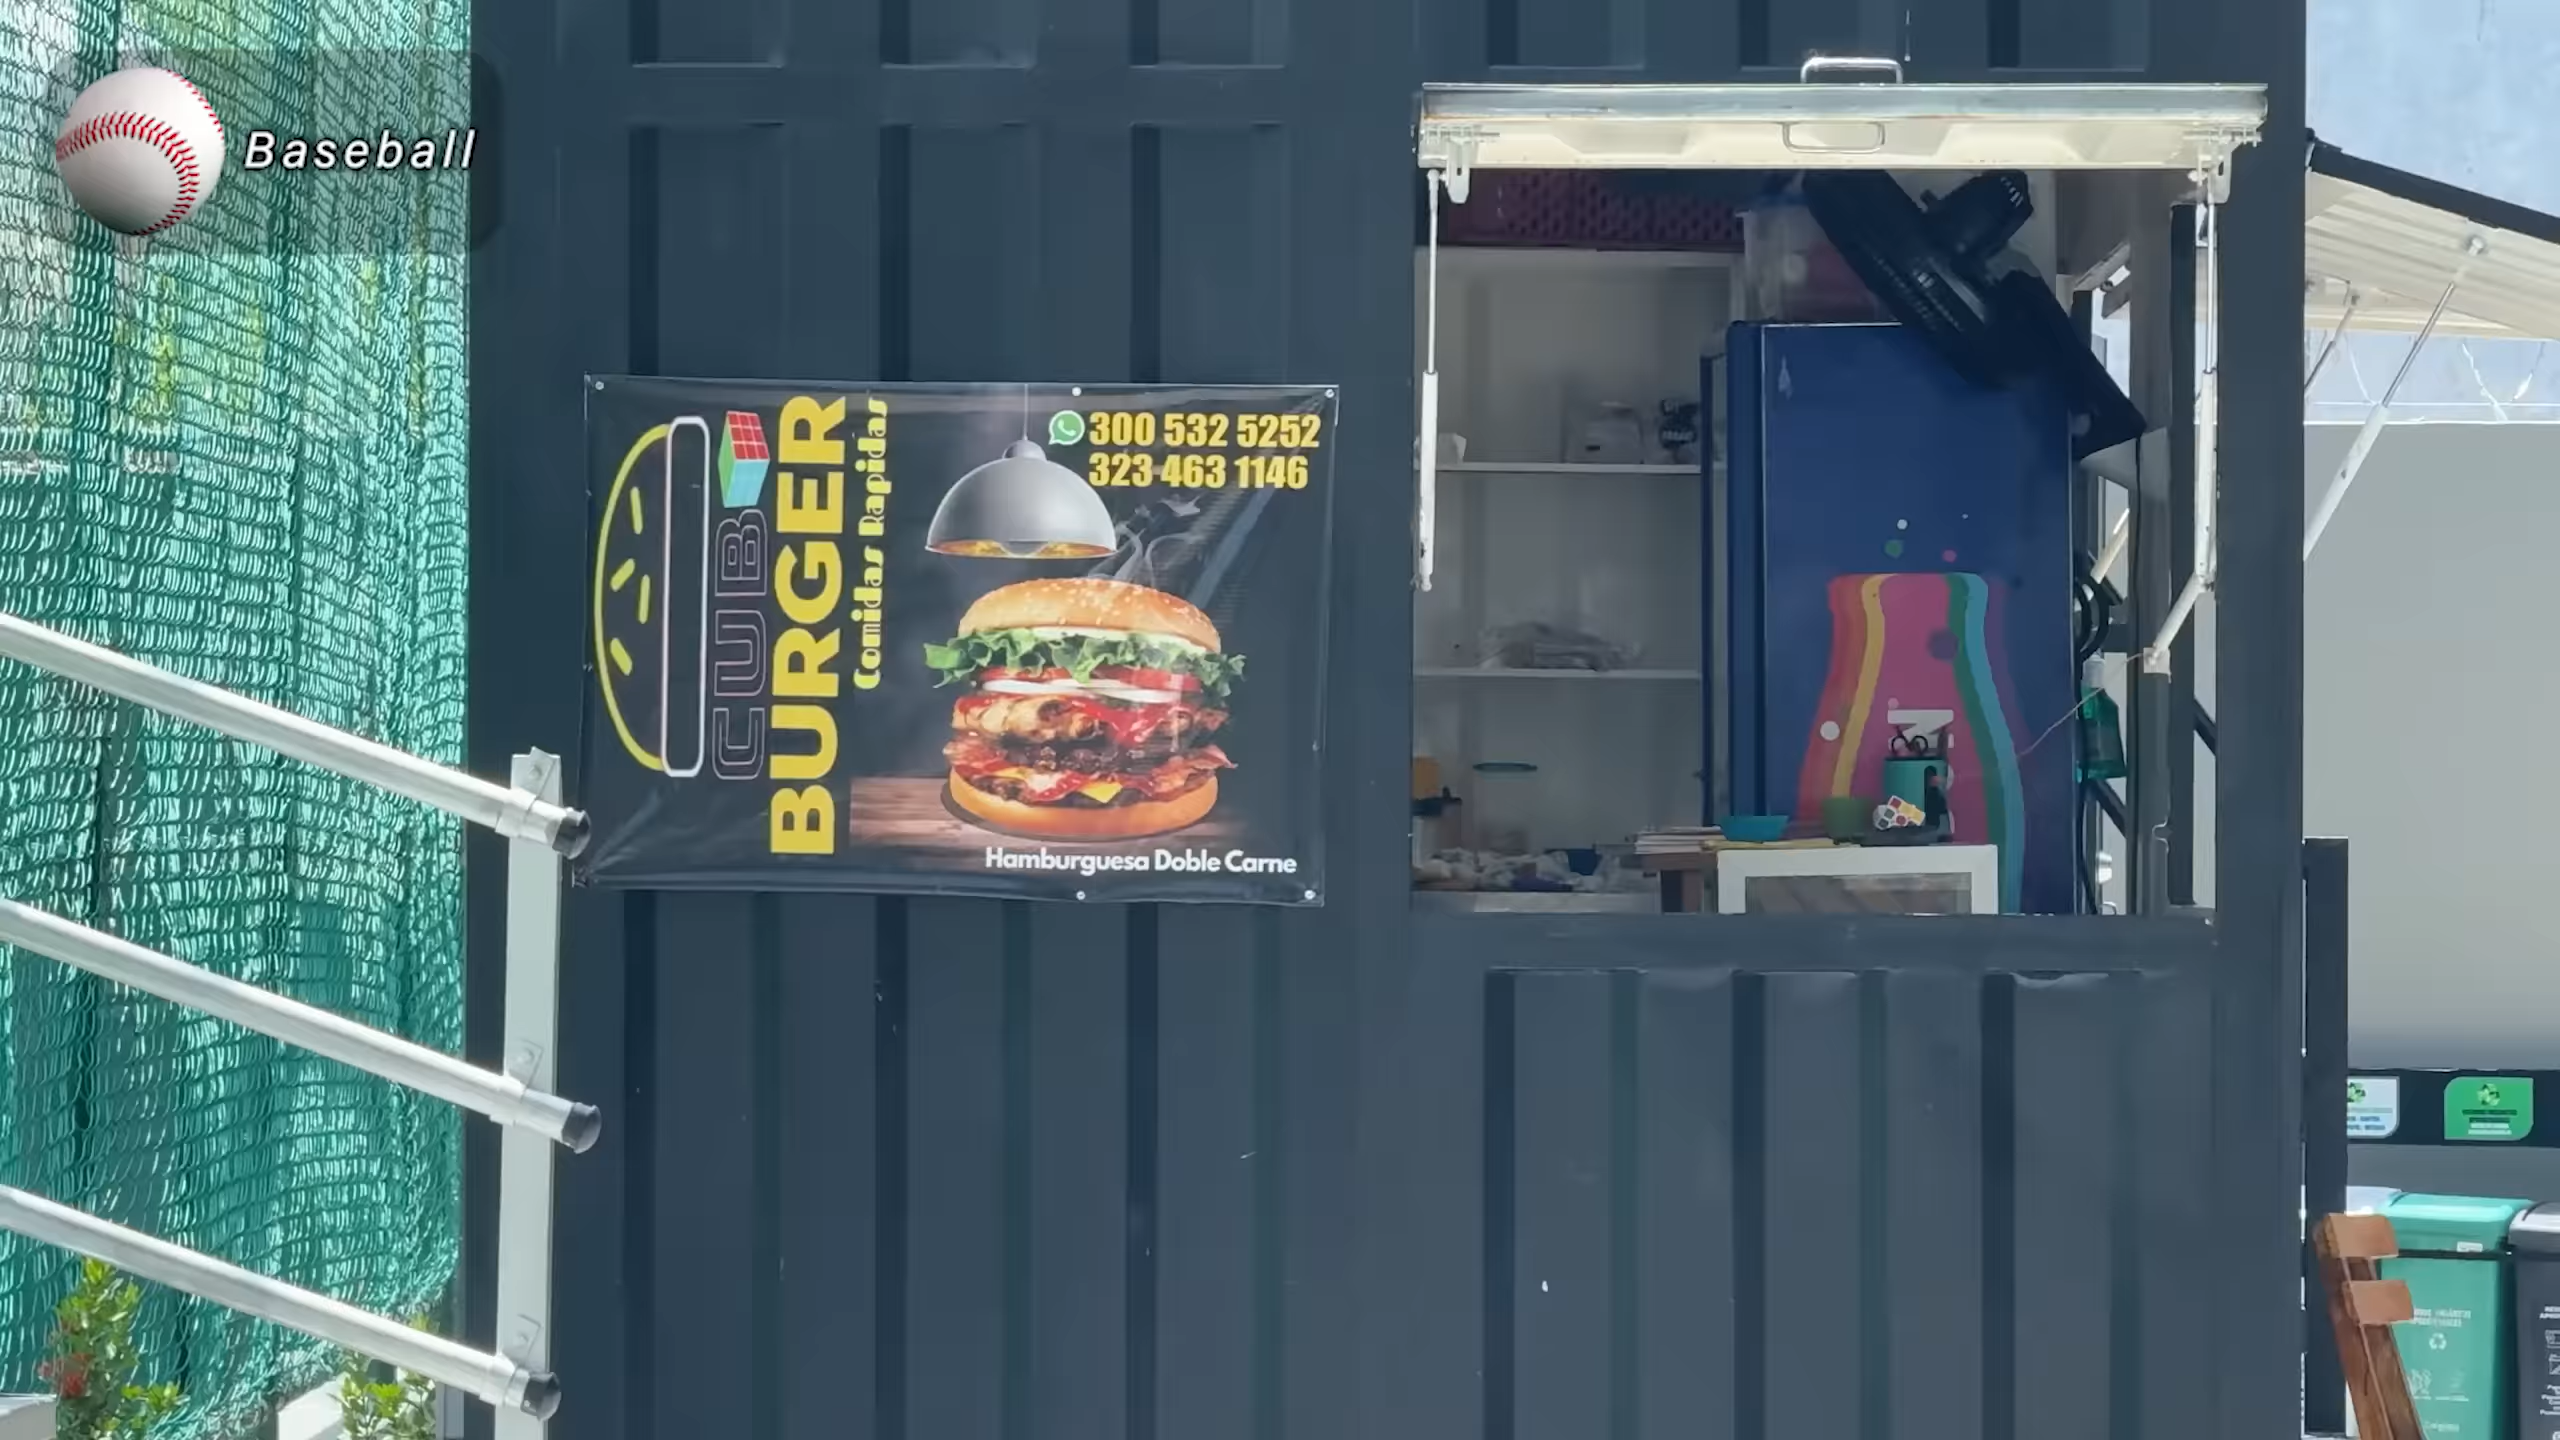 Baseball
CUB
BURGER
Comidas Rapidas
300 532 5252
323 463 1146
Hamburguesa Doble Carne